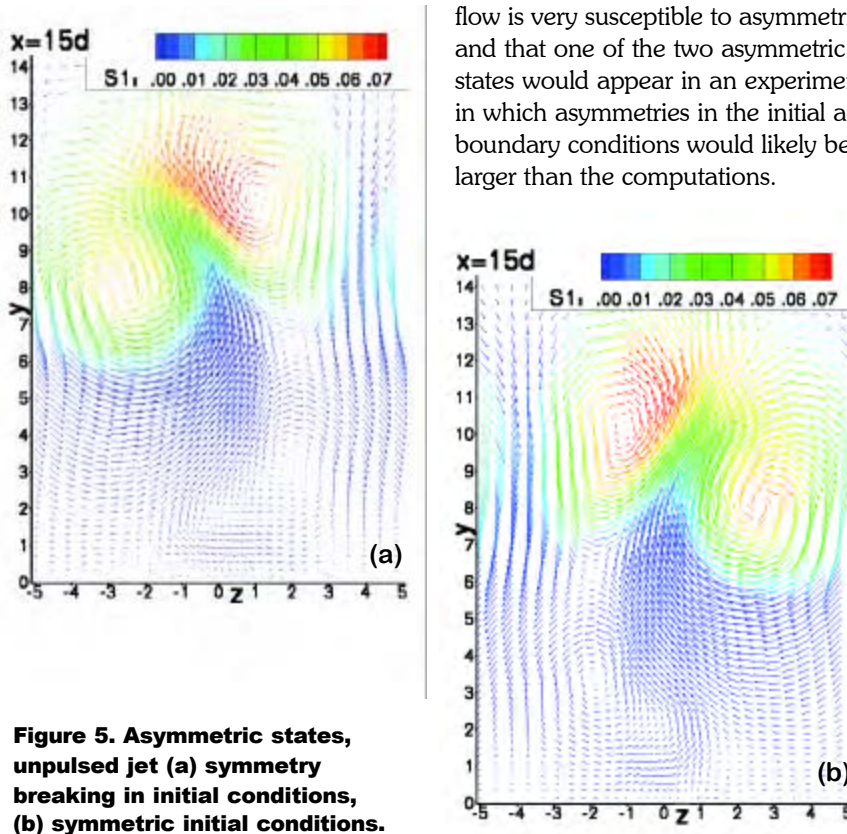 flow is very susceptible to asymmetr
and that one of the two asymmetric
states would appear in an experimen
in which asymmetries in the initial a
boundary conditions would likely be
larger than the computations.
x=15d
S1: .00 .01 .02 .03 .04 .05 .06 .07
14
13
12
11
10
9
8
y
7
6
5
4
3
2
1
0
-5 -4 -3 -2 -1 0 z 1 2 3 4 5
(a)
x=15d
S1: .00 .01 .02 .03 .04 .05 .06 .07
14
13
12
11
10
9
8
y
7
6
5
4
3
2
1
0
-5 -4 -3 -2 -1 0 z 1 2 3 4 5
(b)
Figure 5. Asymmetric states,
unpulsed jet (a) symmetry
breaking in initial conditions,
(b) symmetric initial conditions.